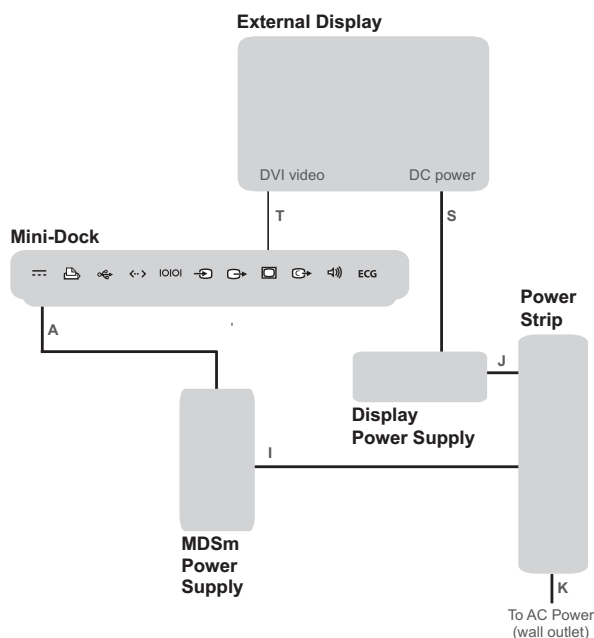 External Display
DVI video DC power
T S
Mini-Dock
IOIOI ECG
A
Power
Strip
J
Display
Power Supply
I
MDSm
Power
Supply
K
To AC Power
(wall outlet)